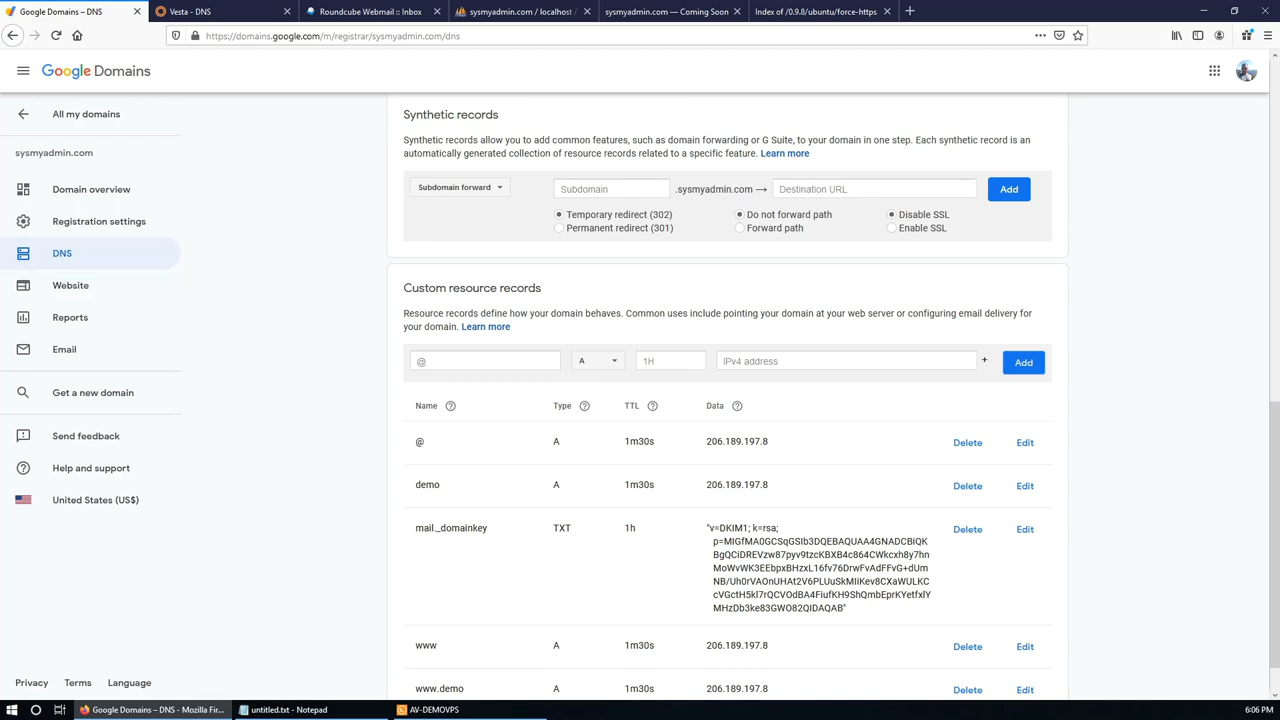 Google Domains – DNS
Vesta - DNS
Roundcube Webmail :: Inbox
sysmyadmin.com / localhost /
sysmyadmin.com — Coming Soon
Index of /0.9.8/ubuntu/force-https
https://domains.google.com/m/registrar/sysmyadmin.com/dns
Google Domains
All my domains
sysmyadmin.com
Domain overview
Registration settings
DNS
Website
Reports
Email
Get a new domain
Send feedback
Help and support
United States (US$)
Privacy Terms Language
Synthetic records
Synthetic records allow you to add common features, such as domain forwarding or G Suite, to your domain in one step. Each synthetic record is an
automatically generated collection of resource records related to a specific feature. Learn more
Subdomain forward Subdomain .sysmyadmin.com → Destination URL Add
Temporary redirect (302) Do not forward path Disable SSL
Permanent redirect (301) Forward path Enable SSL
Custom resource records
Resource records define how your domain behaves. Common uses include pointing your domain at your web server or configuring email delivery for
your domain. Learn more
@ A 1H IPv4 address + Add
Name ? Type ? TTL ? Data ?
@ A 1m30s 206.189.197.8 Delete Edit
demo A 1m30s 206.189.197.8 Delete Edit
mail._domainkey TXT 1h "v=DKIM1; k=rsa; Delete Edit
p=MIGfMA0GCSqGSIb3DQEBAQUAA4GNADCBiQK
BgQCiDREVzw87pyv9tzcKBXB4c864CWkcxh8y7hn
MoWvWK3EEbpxBHzxL16fv76DrwFvAdFFvG+dUm
NB/Uh0rVAOnUHAt2V6PLUuSkMIiKev8CXaWULKC
cVGctH5kl7rQCVOdBA4FiufKH9ShQmbEprKYetfxlY
MHzDb3ke83GWO82QIDAQAB"
www A 1m30s 206.189.197.8 Delete Edit
www.demo A 1m30s 206.189.197.8 Delete Edit
Google Domains – DNS - Mozilla Fir...
untitled.txt - Notepad
AV-DEMOVPS
6:06 PM